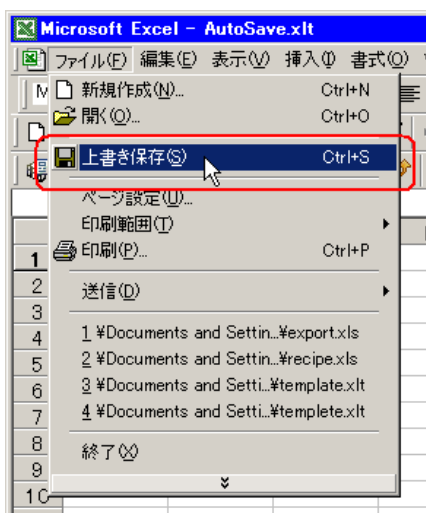 Microsoft Excel - AutoSave.xlt
ファイル(F) 編集(E) 表示(V) 挿入(I) 書式(O)
新規作成(N)... Ctrl+N
開く(O)... Ctrl+O
上書き保存(S) Ctrl+S
ページ設定(U)...
印刷範囲(T)
印刷(P)... Ctrl+P
送信(D)
1 ¥Documents and Settin...¥export.xls
2 ¥Documents and Settin...¥recipe.xls
3 ¥Documents and Setti...¥template.xlt
4 ¥Documents and Setti...¥templete.xlt
終了(X)
1
2
3
4
5
6
7
8
9
10